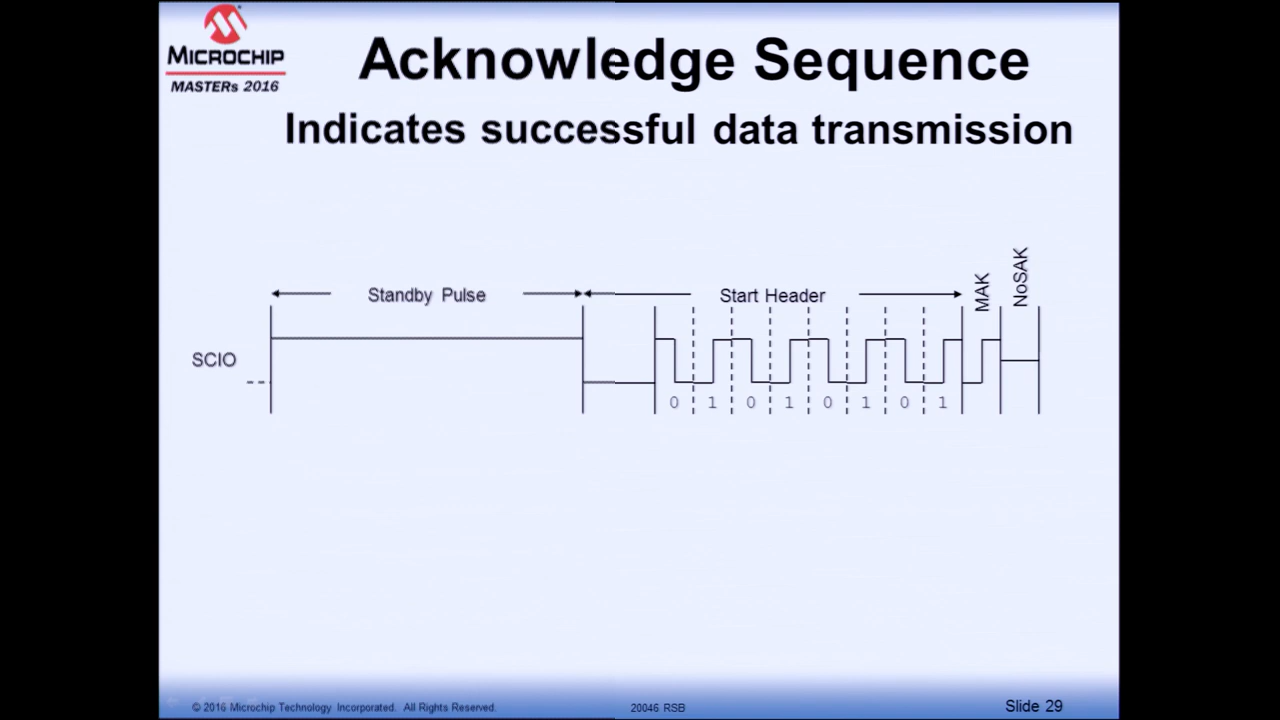 MICROCHIP
MASTERs 2016
Acknowledge Sequence
Indicates successful data transmission
Standby Pulse
Start Header
MAK
NoSAK
SCIO
0 1 0 1 0 1 0 1
© 2016 Microchip Technology Incorporated. All Rights Reserved.
20046 RSB
Slide 29